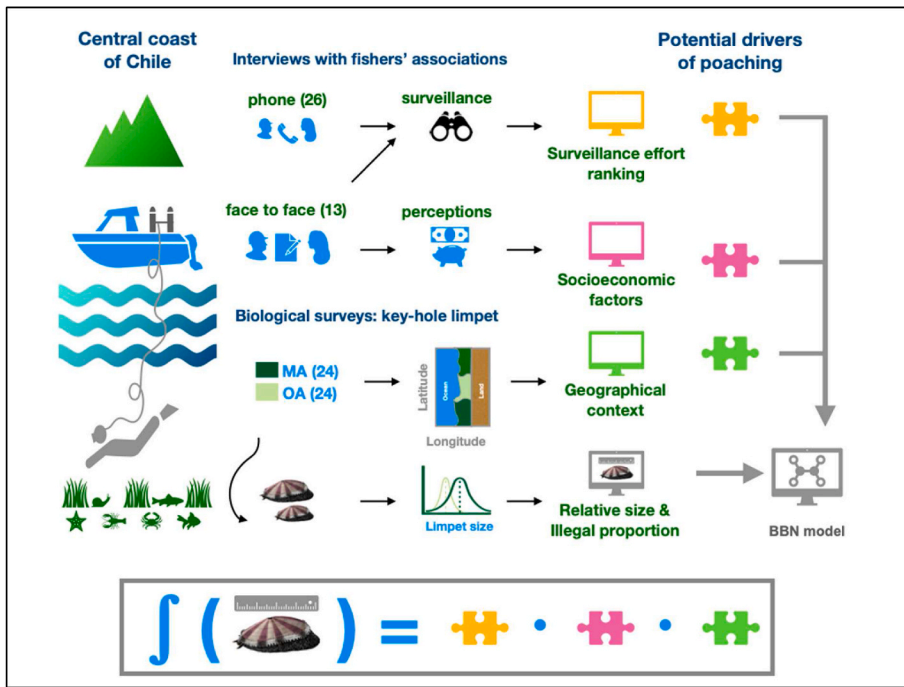 Central coast
of Chile
Interviews with fishers' associations
Potential drivers
of poaching
phone (26)
surveillance
Surveillance effort
ranking
face to face (13)
perceptions
Socioeconomic
factors
Biological surveys: key-hole limpet
MA (24)
OA (24)
Latitude
Ocean
Land
Longitude
Geographical
context
Limpet size
Relative size &
Illegal proportion
BBN model
∫ ( ) = · ·